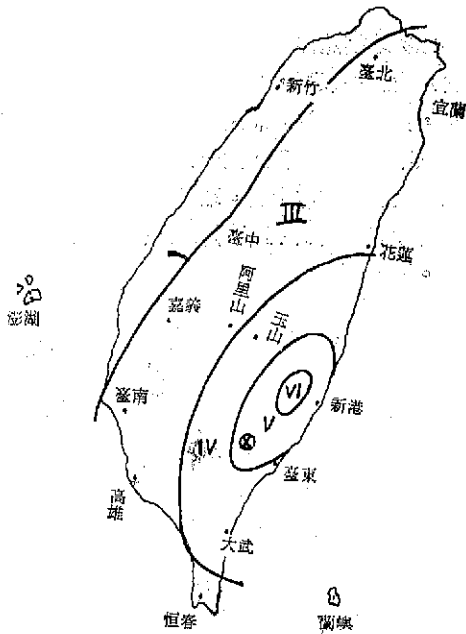 臺北
新竹
宜蘭
III
臺中
花蓮
阿里山
嘉義
玉山
澎湖
VI
新港
臺南
V
IV
臺東
高雄
大武
恒春
蘭嶼